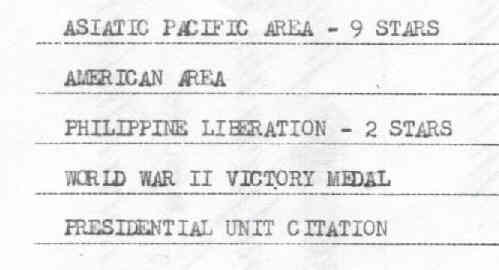 ASIATIC PACIFIC AREA - 9 STARS
AMERICAN AREA
PHILIPPINE LIBERATION - 2 STARS
WORLD WAR II VICTORY MEDAL
PRESIDENTIAL UNIT CITATION